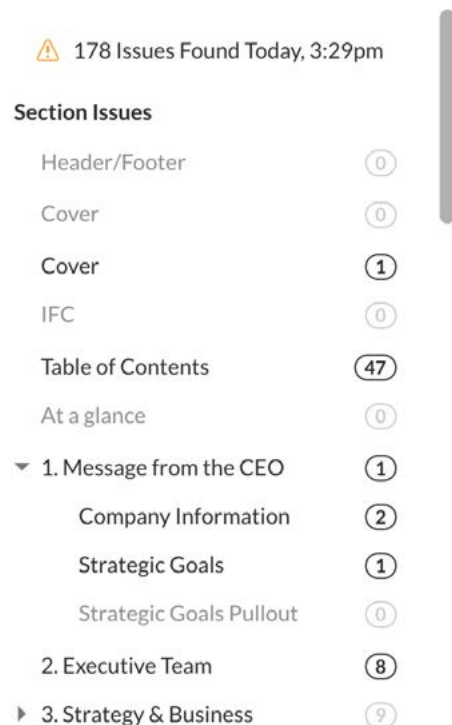 178 Issues Found Today, 3:29pm
Section Issues
Header/Footer 0
Cover 0
Cover 1
IFC 0
Table of Contents 47
At a glance 0
1. Message from the CEO 1
Company Information 2
Strategic Goals 1
Strategic Goals Pullout 0
2. Executive Team 8
3. Strategy & Business 9